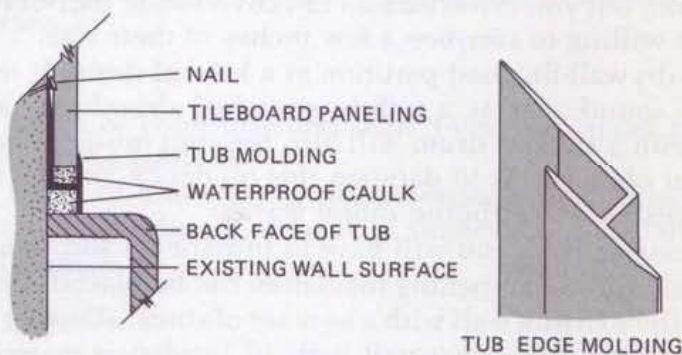 NAIL
TILEBOARD PANELING
TUB MOLDING
WATERPROOF CAULK
BACK FACE OF TUB
EXISTING WALL SURFACE
TUB EDGE MOLDING